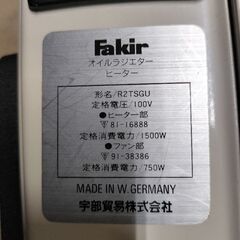 Fakir
オイルラジエター
ヒーター
形名/R2TSGU
定格電圧/100V
●ヒーター部
〒81-16888
定格消費電力/1500W
●ファン部
〒91-38386
定格消費電力/750W
MADE IN W. GERMANY
宇部貿易株式会社